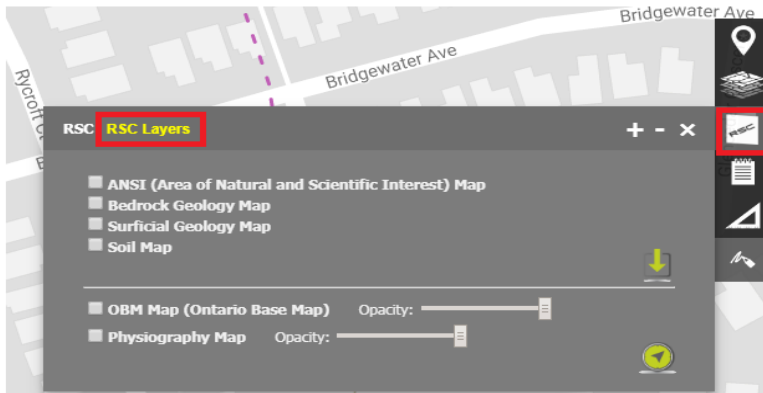 Bridgewater Ave
Bridgewater Ave
Rycroft
RSC RSC Layers + - ×
RSC
ANSI (Area of Natural and Scientific Interest) Map
Bedrock Geology Map
Surficial Geology Map
Soil Map
OBM Map (Ontario Base Map) Opacity:
Physiography Map Opacity: